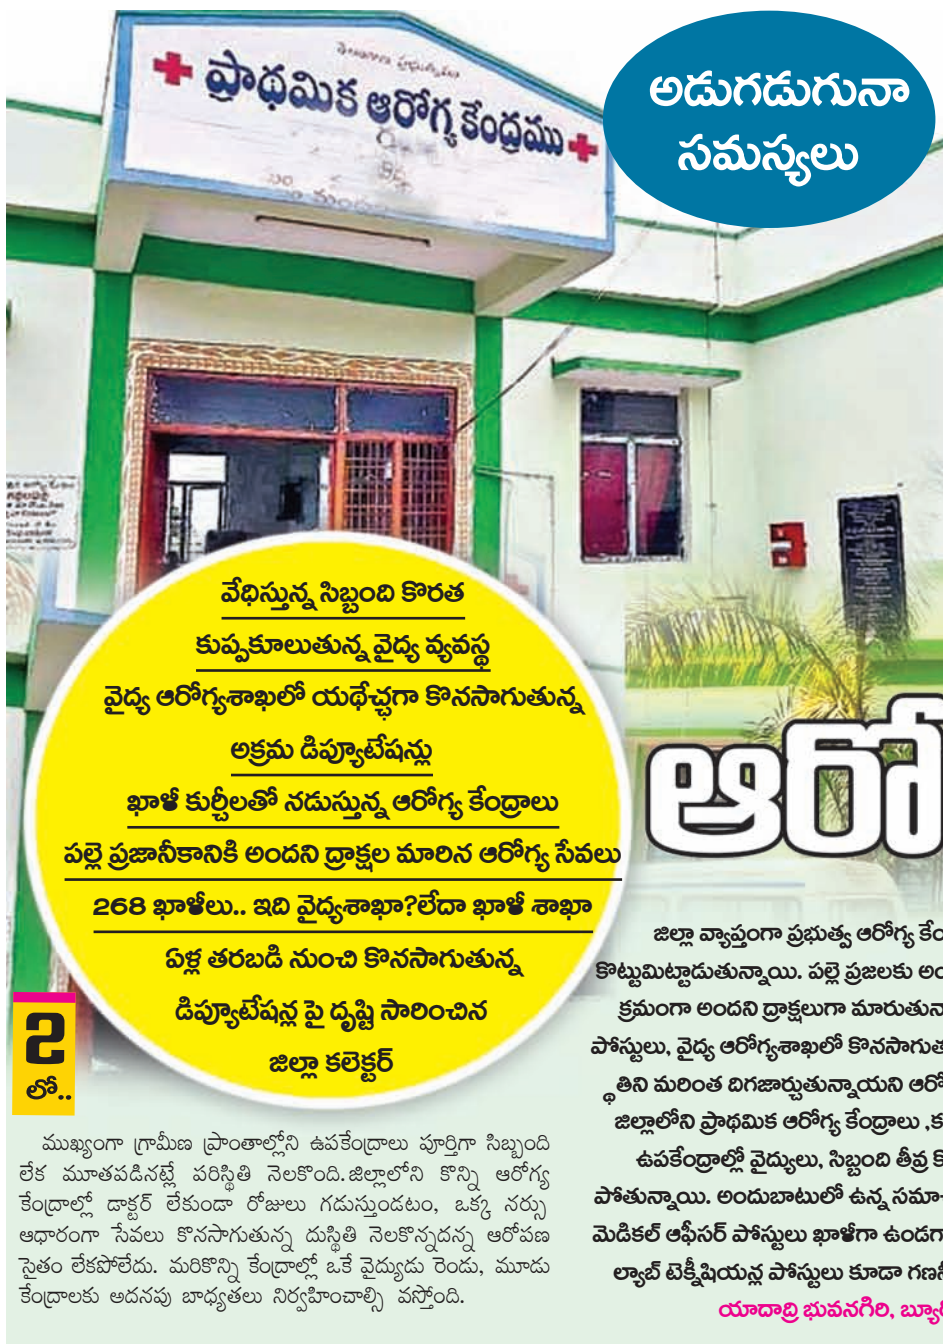 తెలంగాణ ప్రభుత్వము
ప్రాథమిక ఆరోగ్య కేంద్రము
అడుగడుగునా
సమస్యలు
వేధిస్తున్న సిబ్బంది కొరత
కుప్పకూలుతున్న వైద్య వ్యవస్థ
వైద్య ఆరోగ్యశాఖలో యథేచ్ఛగా కొనసాగుతున్న
అక్రమ డిప్యూటేషన్లు
ఖాళీ కుర్చీలతో నడుస్తున్న ఆరోగ్య కేంద్రాలు
పల్లె ప్రజానీకానికి అందని ద్రాక్షల మారిన ఆరోగ్య సేవలు
268 ఖాళీలు.. ఇది వైద్యశాఖా?లేదా ఖాళీ శాఖా
ఏళ్ల తరబడి నుంచి కొనసాగుతున్న
డిప్యూటేషన్ల పై దృష్టి సారించిన
జిల్లా కలెక్టర్
2
లో..
ముఖ్యంగా గ్రామీణ ప్రాంతాల్లోని ఉపకేంద్రాలు పూర్తిగా సిబ్బంది
లేక మూతపడినట్లే పరిస్థితి నెలకొంది.జిల్లాలోని కొన్ని ఆరోగ్య
కేంద్రాల్లో డాక్టర్ లేకుండా రోజులు గడుస్తుండటం, ఒక్క నర్సు
ఆధారంగా సేవలు కొనసాగుతున్న దుస్థితి నెలకొన్నదన్న ఆరోపణ
సైతం లేకపోలేదు. మరికొన్ని కేంద్రాల్లో ఒకే వైద్యుడు రెండు, మూడు
కేంద్రాలకు అదనపు బాధ్యతలు నిర్వహించాల్సి వస్తోంది.
ఆరో
జిల్లా వ్యాప్తంగా ప్రభుత్వ ఆరోగ్య కేం
కొట్టుమిట్టాడుతున్నాయి. పల్లె ప్రజలకు అం
క్రమంగా అందని ద్రాక్షలుగా మారుతున
పోస్టులు, వైద్య ఆరోగ్యశాఖలో కొనసాగుత
్థతిని మరింత దిగజార్చుతున్నాయని ఆరో
జిల్లాలోని ప్రాథమిక ఆరోగ్య కేంద్రాలు ,క
ఉపకేంద్రాల్లో వైద్యులు, సిబ్బంది తీవ్ర కొ
పోతున్నాయి. అందుబాటులో ఉన్న సమా
మెడికల్ ఆఫీసర్ పోస్టులు ఖాళీగా ఉండగా
ల్యాబ్ టెక్నీషియన్ల పోస్టులు కూడా గణనీ
యాదాద్రి భువనగిరి, బ్యూర